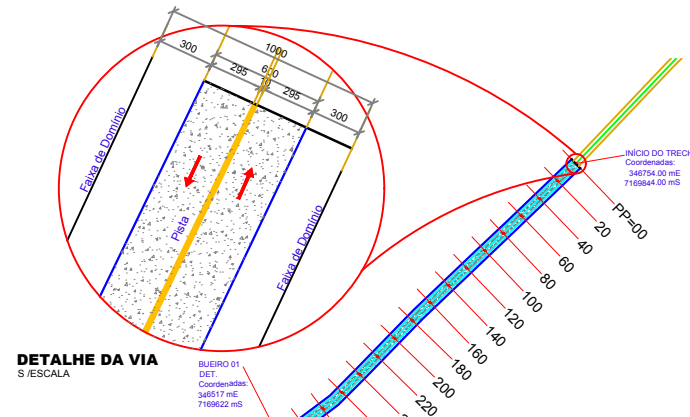 1000
300
600
295
10
295
300
Faixa de Domínio
Pista
Faixa de Domínio
DETALHE DA VIA
S /ESCALA
BUEIRO 01
DET.
Coordenadas:
346517 mE
7169622 mS
INÍCIO DO TRECH
Coordenadas:
346754.00 mE
7169844.00 mS
PP=00
20
40
60
80
100
120
140
160
180
200
220